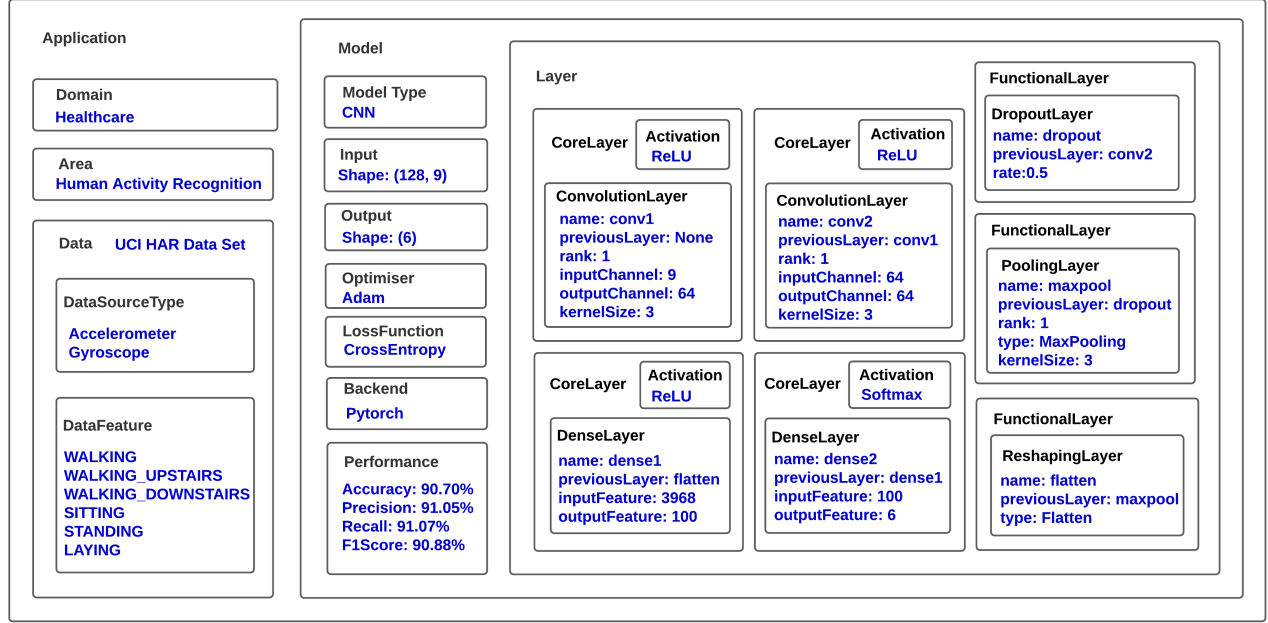 Application
Domain
Healthcare
Area
Human Activity Recognition
Data UCI HAR Data Set
DataSourceType
Accelerometer
Gyroscope
DataFeature
WALKING
WALKING_UPSTAIRS
WALKING_DOWNSTAIRS
SITTING
STANDING
LAYING
Model
Model Type
CNN
Input
Shape: (128, 9)
Output
Shape: (6)
Optimiser
Adam
LossFunction
CrossEntropy
Backend
Pytorch
Performance
Accuracy: 90.70%
Precision: 91.05%
Recall: 91.07%
F1Score: 90.88%
Layer
CoreLayer
Activation
ReLU
ConvolutionLayer
name: conv1
previousLayer: None
rank: 1
inputChannel: 9
outputChannel: 64
kernelSize: 3
CoreLayer
Activation
ReLU
ConvolutionLayer
name: conv2
previousLayer: conv1
rank: 1
inputChannel: 64
outputChannel: 64
kernelSize: 3
CoreLayer
Activation
ReLU
DenseLayer
name: dense1
previousLayer: flatten
inputFeature: 3968
outputFeature: 100
CoreLayer
Activation
Softmax
DenseLayer
name: dense2
previousLayer: dense1
inputFeature: 100
outputFeature: 6
FunctionalLayer
DropoutLayer
name: dropout
previousLayer: conv2
rate:0.5
FunctionalLayer
PoolingLayer
name: maxpool
previousLayer: dropout
rank: 1
type: MaxPooling
kernelSize: 3
FunctionalLayer
ReshapingLayer
name: flatten
previousLayer: maxpool
type: Flatten